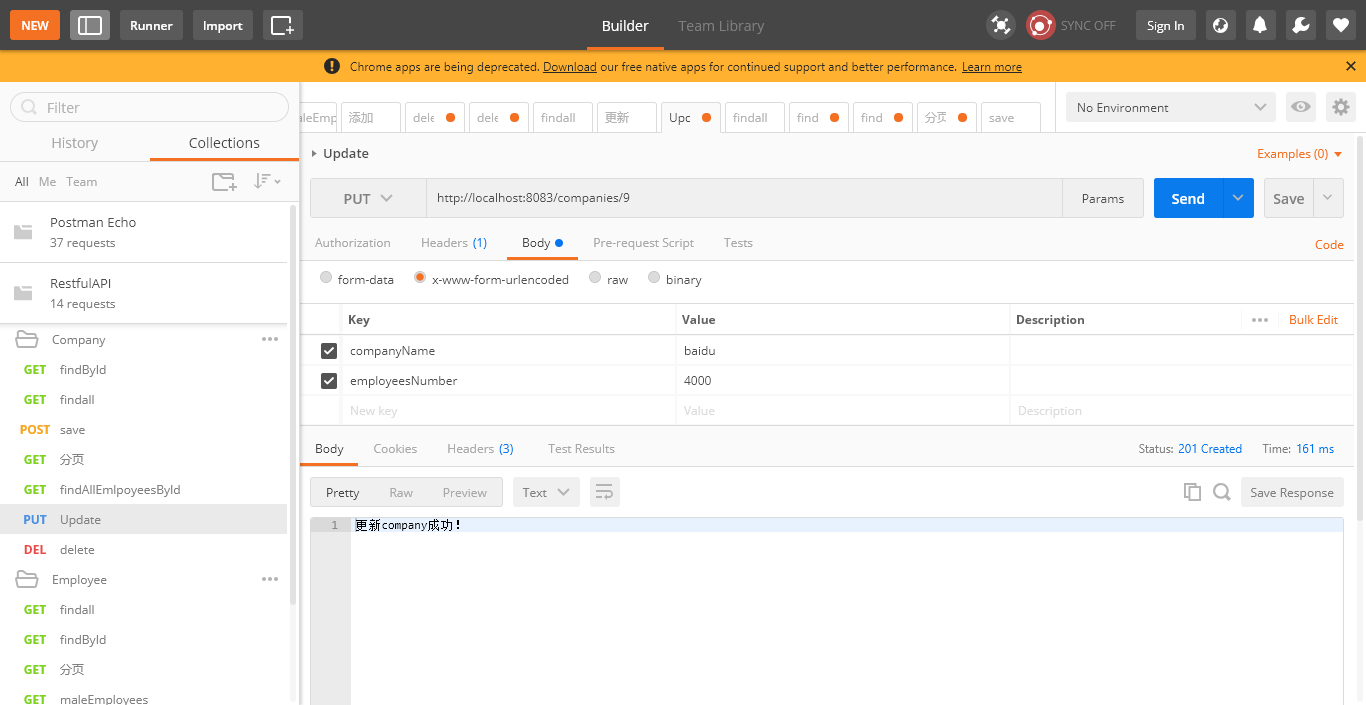 NEW Runner Import Builder Team Library SYNC OFF Sign In
Chrome apps are being deprecated. Download our free native apps for continued support and better performance. Learn more
Filter
History Collections
All Me Team
Postman Echo
37 requests
RestfulAPI
14 requests
Company
GET findById
GET findall
POST save
GET 分页
GET findAllEmlpoyeesById
PUT Update
DEL delete
Employee
GET findall
GET findById
GET 分页
GET maleEmployees
aleEmp 添加 dele dele findall 更新 Upd findall find find 分页 save
No Environment
Update
Examples (0)
PUT http://localhost:8083/companies/9 Params Send Save
Authorization Headers (1) Body Pre-request Script Tests Code
form-data x-www-form-urlencoded raw binary
Key Value Description Bulk Edit
companyName baidu
employeesNumber 4000
New key Value Description
Body Cookies Headers (3) Test Results Status: 201 Created Time: 161 ms
Pretty Raw Preview Text Save Response
1 更新company成功!